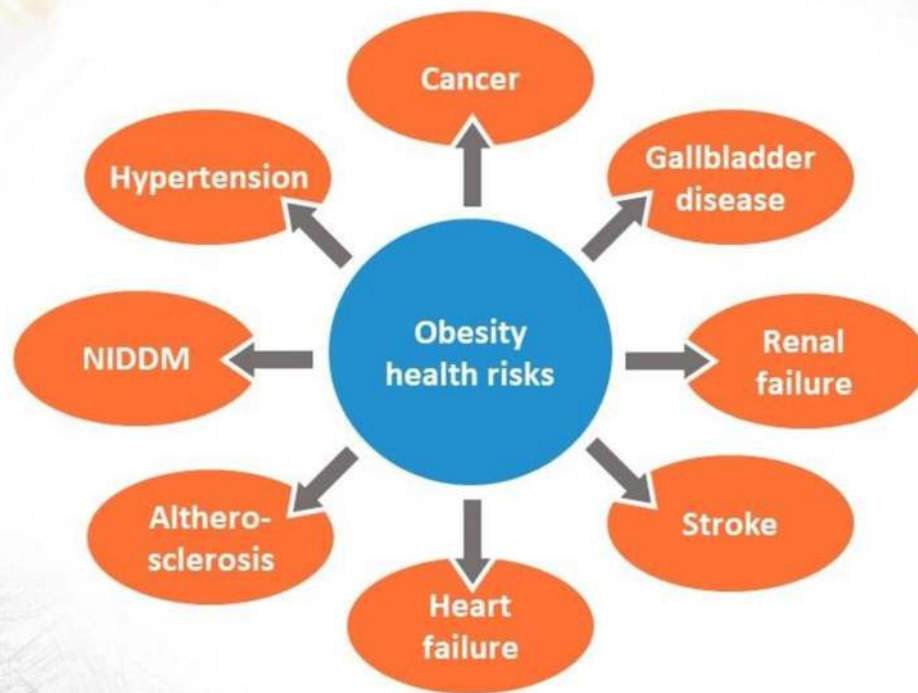 Cancer
Gallbladder
disease
Renal
failure
Stroke
Heart
failure
Althero-
sclerosis
NIDDM
Hypertension
Obesity
health risks